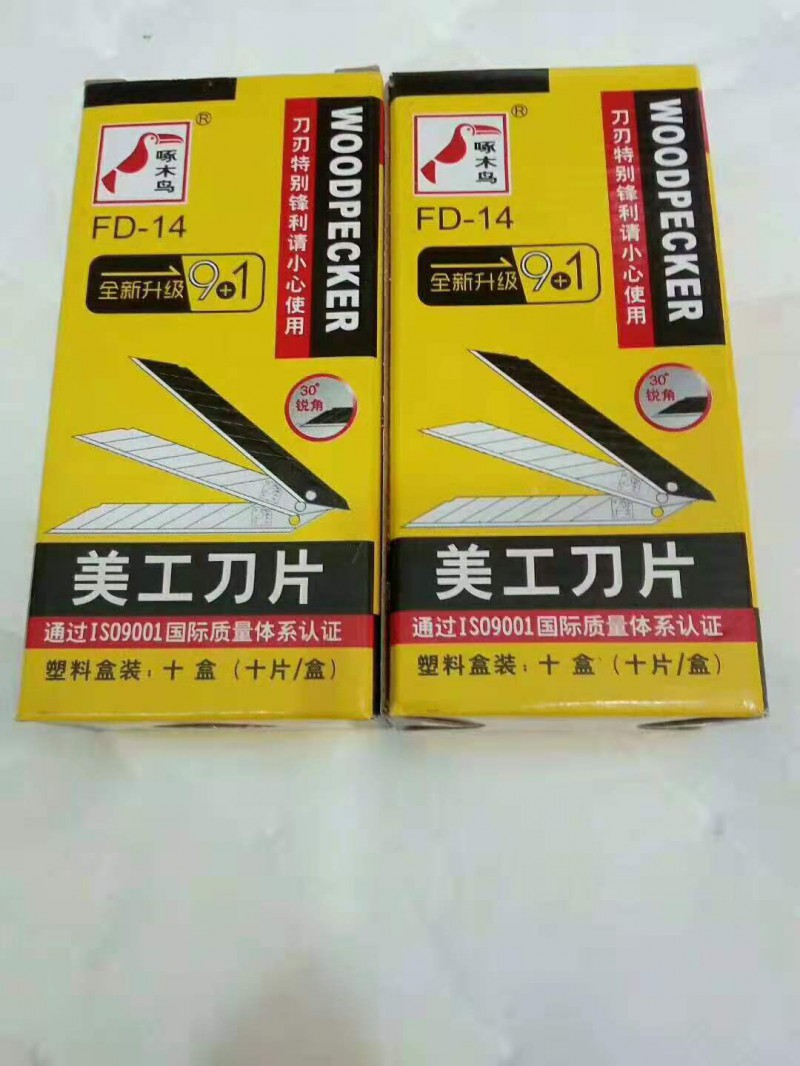 啄木鸟
®
FD-14
全新升级 9+1
WOODPECKER
刀刃特别锋利请小心使用
30°
锐角
美工刀片
通过ISO9001国际质量体系认证
塑料盒装：十盒（十片/盒）
啄木鸟
®
FD-14
全新升级 9+1
WOODPECKER
刀刃特别锋利请小心使用
30°
锐角
美工刀片
通过ISO9001国际质量体系认证
塑料盒装：十盒（十片/盒）